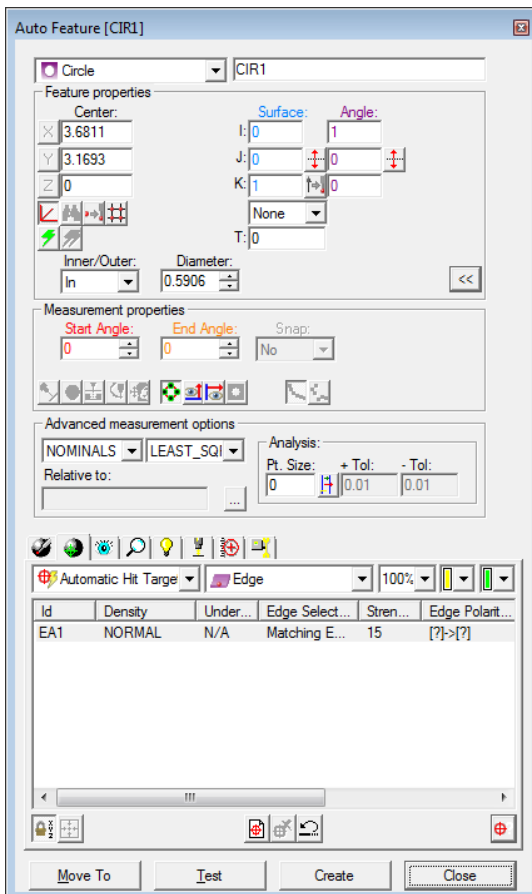 Auto Feature [CIR1]
Circle CIR1
Feature properties
Center: Surface: Angle:
X 3.6811 I: 0 1
Y 3.1693 J: 0 0
Z 0 K: 1 0
None
T: 0
Inner/Outer: Diameter:
In 0.5906 <<
Measurement properties
Start Angle: End Angle: Snap:
0 0 No
Advanced measurement options
NOMINALS LEAST_SQI Analysis:
Relative to: Pt. Size: + Tol: - Tol:
... 0 0.01 0.01
Automatic Hit Targe Edge 100%
Id Density Under... Edge Select... Stren... Edge Polarit...
EA1 NORMAL N/A Matching E... 15 [?]->[?]
Move To Test Create Close